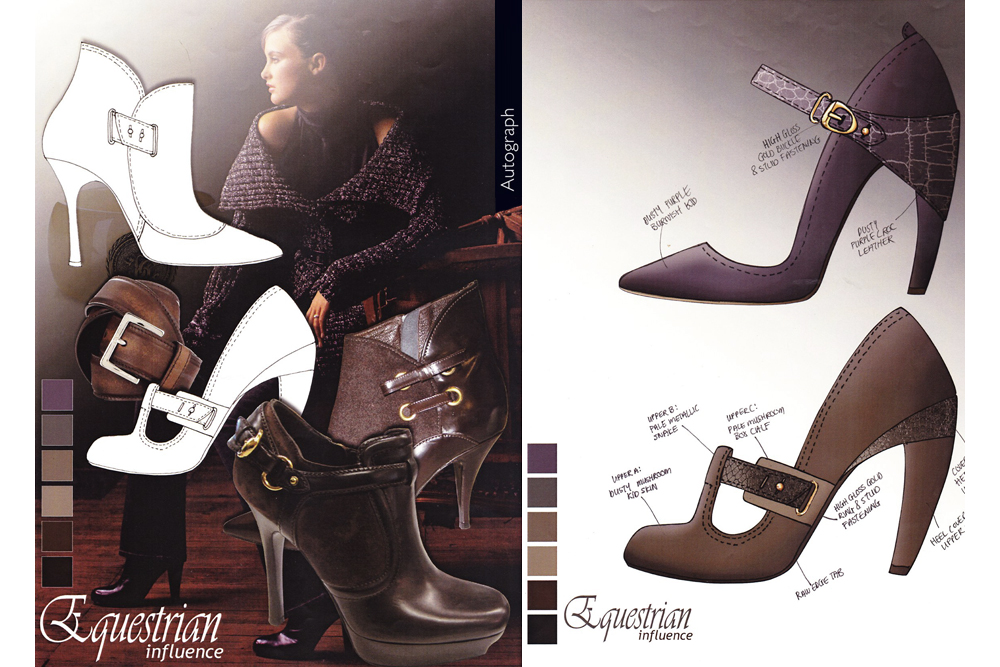 Autograph
Equestrian
influence
HIGH GLOSS
GOLD BUCKLE
& STUD FASTENING
DUSTY PURPLE
BURNISH KID
DUSTY
PURPLE CROC
LEATHER
UPPER B:
PALE METALLIC
SNAKE
UPPER C:
PALE MUSHROOM
BOX CALF
UPPER A:
DUSTY MUSHROOM
KID SKIN
HIGH GLOSS GOLD
RING & STUD
FASTENING
HEEL COVER
UPPER
RAW EDGE TAB
Equestrian
influence